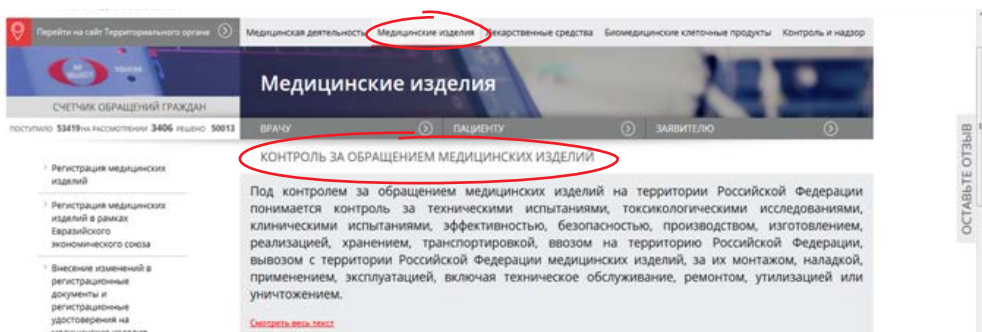 Перейти на сайт Территориального органа
Медицинская деятельность Медицинские изделия Лекарственные средства Биомедицинские клеточные продукты Контроль и надзор
Медицинские изделия
СЧЕТЧИК ОБРАЩЕНИЙ ГРАЖДАН
ПОСТУПИЛО 53419 НА РАССМОТРЕНИИ 3406 РЕШЕНО 50013
ВРАЧУ ПАЦИЕНТУ ЗАЯВИТЕЛЮ
КОНТРОЛЬ ЗА ОБРАЩЕНИЕМ МЕДИЦИНСКИХ ИЗДЕЛИЙ
Регистрация медицинских
изделий
Регистрация медицинских
изделий в рамках
Евразийского
экономического союза
Внесение изменений в
регистрационные
документы и
регистрационные
удостоверения на
медицинские изделия
Под контролем за обращением медицинских изделий на территории Российской Федерации
понимается контроль за техническими испытаниями, токсикологическими исследованиями,
клиническими испытаниями, эффективностью, безопасностью, производством, изготовлением,
реализацией, хранением, транспортировкой, ввозом на территорию Российской Федерации,
вывозом с территории Российской Федерации медицинских изделий, за их монтажом, наладкой,
применением, эксплуатацией, включая техническое обслуживание, ремонтом, утилизацией или
уничтожением.
Смотреть весь текст
ОСТАВЬТЕ ОТЗЫВ